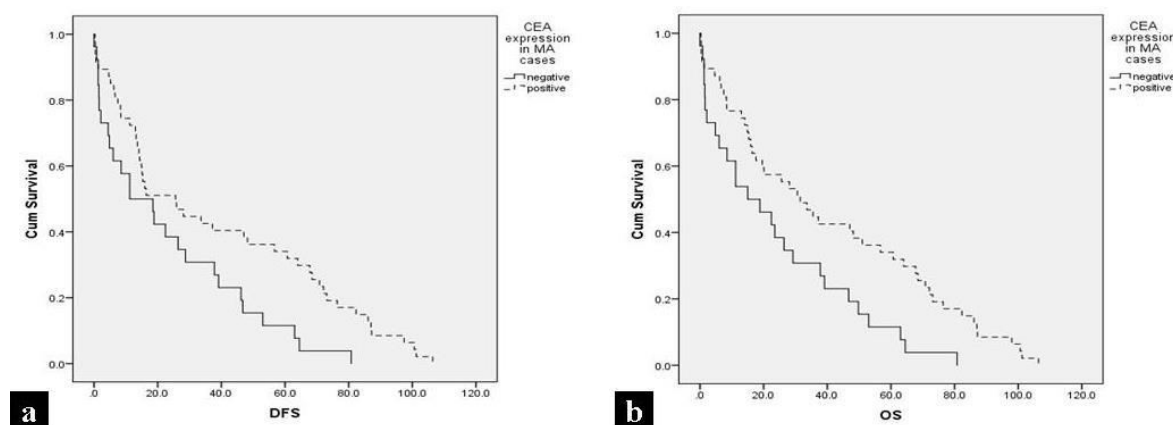 CEA
expression
in MA
cases
negative
positive
1.0
0.8
0.6
0.4
0.2
0.0
Cum Survival
.0 20.0 40.0 60.0 80.0 100.0 120.0
DFS
a
CEA
expression
in MA
cases
negative
positive
1.0
0.8
0.6
0.4
0.2
0.0
Cum Survival
.0 20.0 40.0 60.0 80.0 100.0 120.0
OS
b